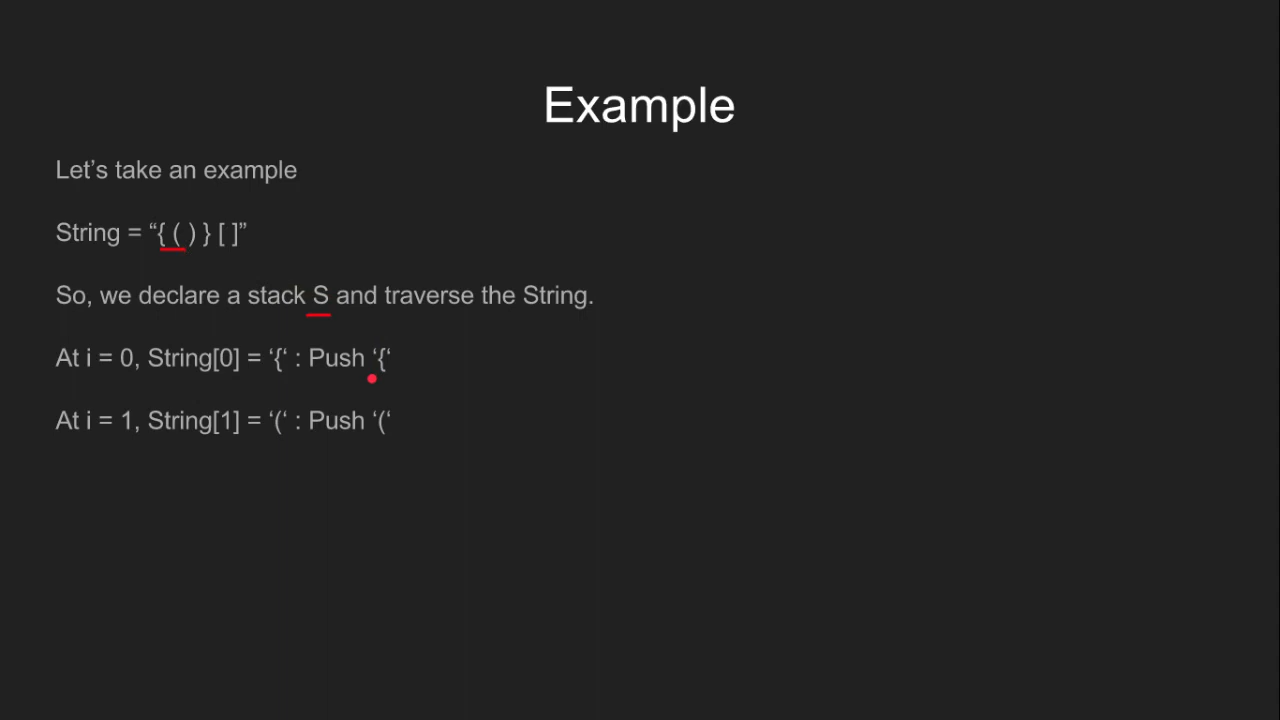 Example
Let’s take an example
String = “{ ( ) } [ ]”
So, we declare a stack S and traverse the String.
At i = 0, String[0] = ‘{‘ : Push ‘{‘
At i = 1, String[1] = ‘(‘ : Push ‘(‘